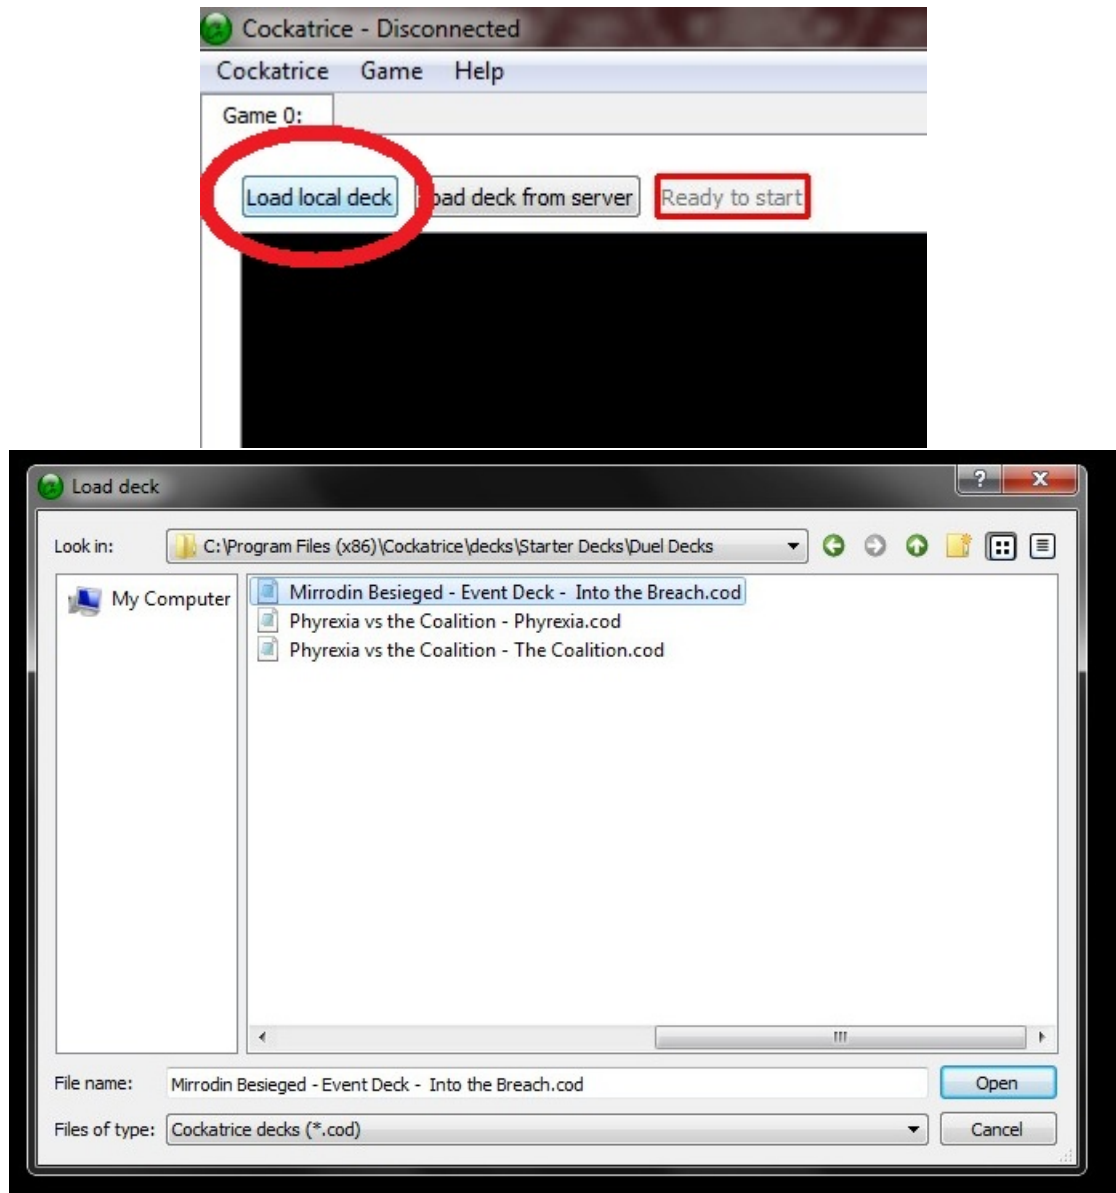 Cockatrice - Disconnected
Cockatrice Game Help
Game 0:
Load local deck oad deck from server Ready to start
Load deck
? X
Look in: C:\Program Files (x86)\Cockatrice\decks\Starter Decks\Duel Decks
My Computer
Mirrodin Besieged - Event Deck -  Into the Breach.cod
Phyrexia vs the Coalition - Phyrexia.cod
Phyrexia vs the Coalition - The Coalition.cod
File name: Mirrodin Besieged - Event Deck -  Into the Breach.cod Open
Files of type: Cockatrice decks (*.cod) Cancel